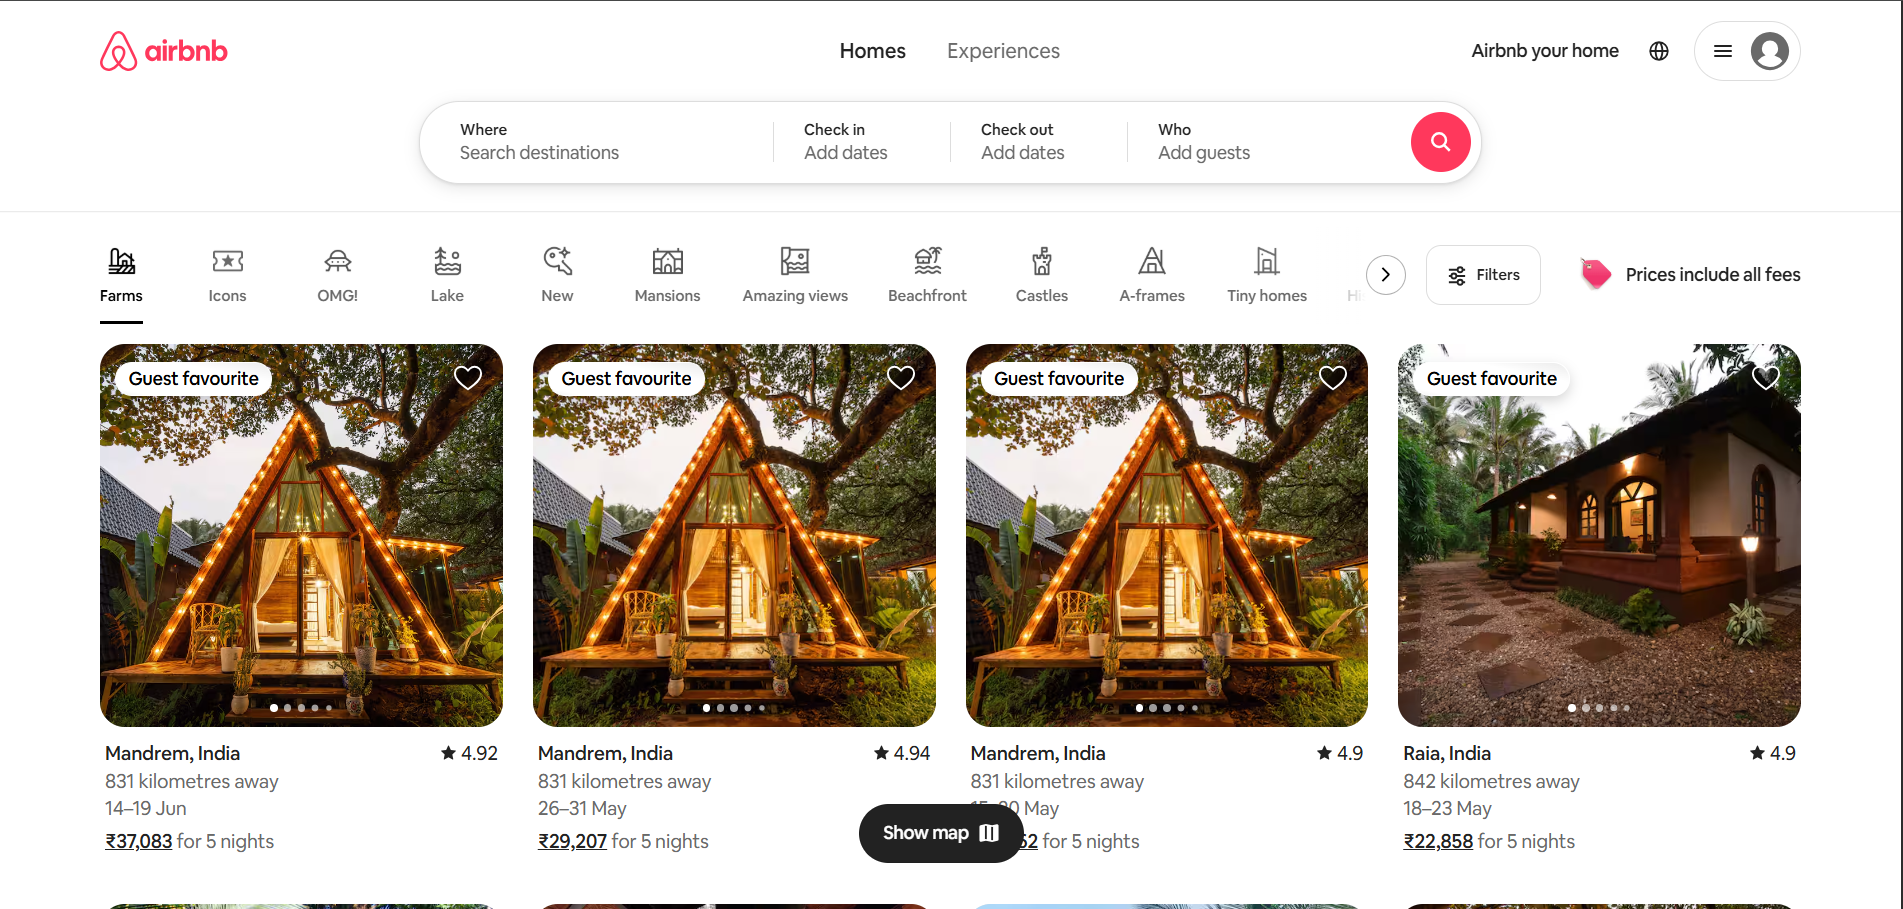 airbnb
Homes
Experiences
Airbnb your home
Where
Search destinations
Check in
Add dates
Check out
Add dates
Who
Add guests
Farms
Icons
OMG!
Lake
New
Mansions
Amazing views
Beachfront
Castles
A-frames
Tiny homes
Filters
Prices include all fees
Guest favourite
Guest favourite
Guest favourite
Guest favourite
Mandrem, India
4.92
831 kilometres away
14–19 Jun
₹37,083 for 5 nights
Mandrem, India
4.94
831 kilometres away
26–31 May
₹29,207 for 5 nights
Mandrem, India
4.9
831 kilometres away
May
for 5 nights
Raia, India
4.9
842 kilometres away
18–23 May
₹22,858 for 5 nights
Show map